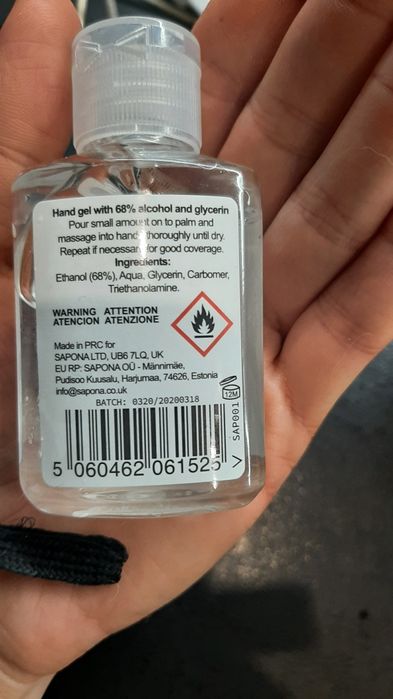 Hand gel with 68% alcohol and glycerin
Pour small amount on to palm and
massage into hands thoroughly until dry.
Repeat if necessary for good coverage.
Ingredients:
Ethanol (68%), Aqua, Glycerin, Carbomer,
Triethanolamine.
WARNING ATTENTION
ATENCION ATENZIONE
Made in PRC for
SAPONA LTD, UB6 7LQ, UK
EU RP: SAPONA OÜ - Männimäe,
Pudisoo Kuusalu, Harjumaa, 74626, Estonia
info@sapona.co.uk
12M
BATCH: 0320/20200318
SAP001
5 060462 061525 >